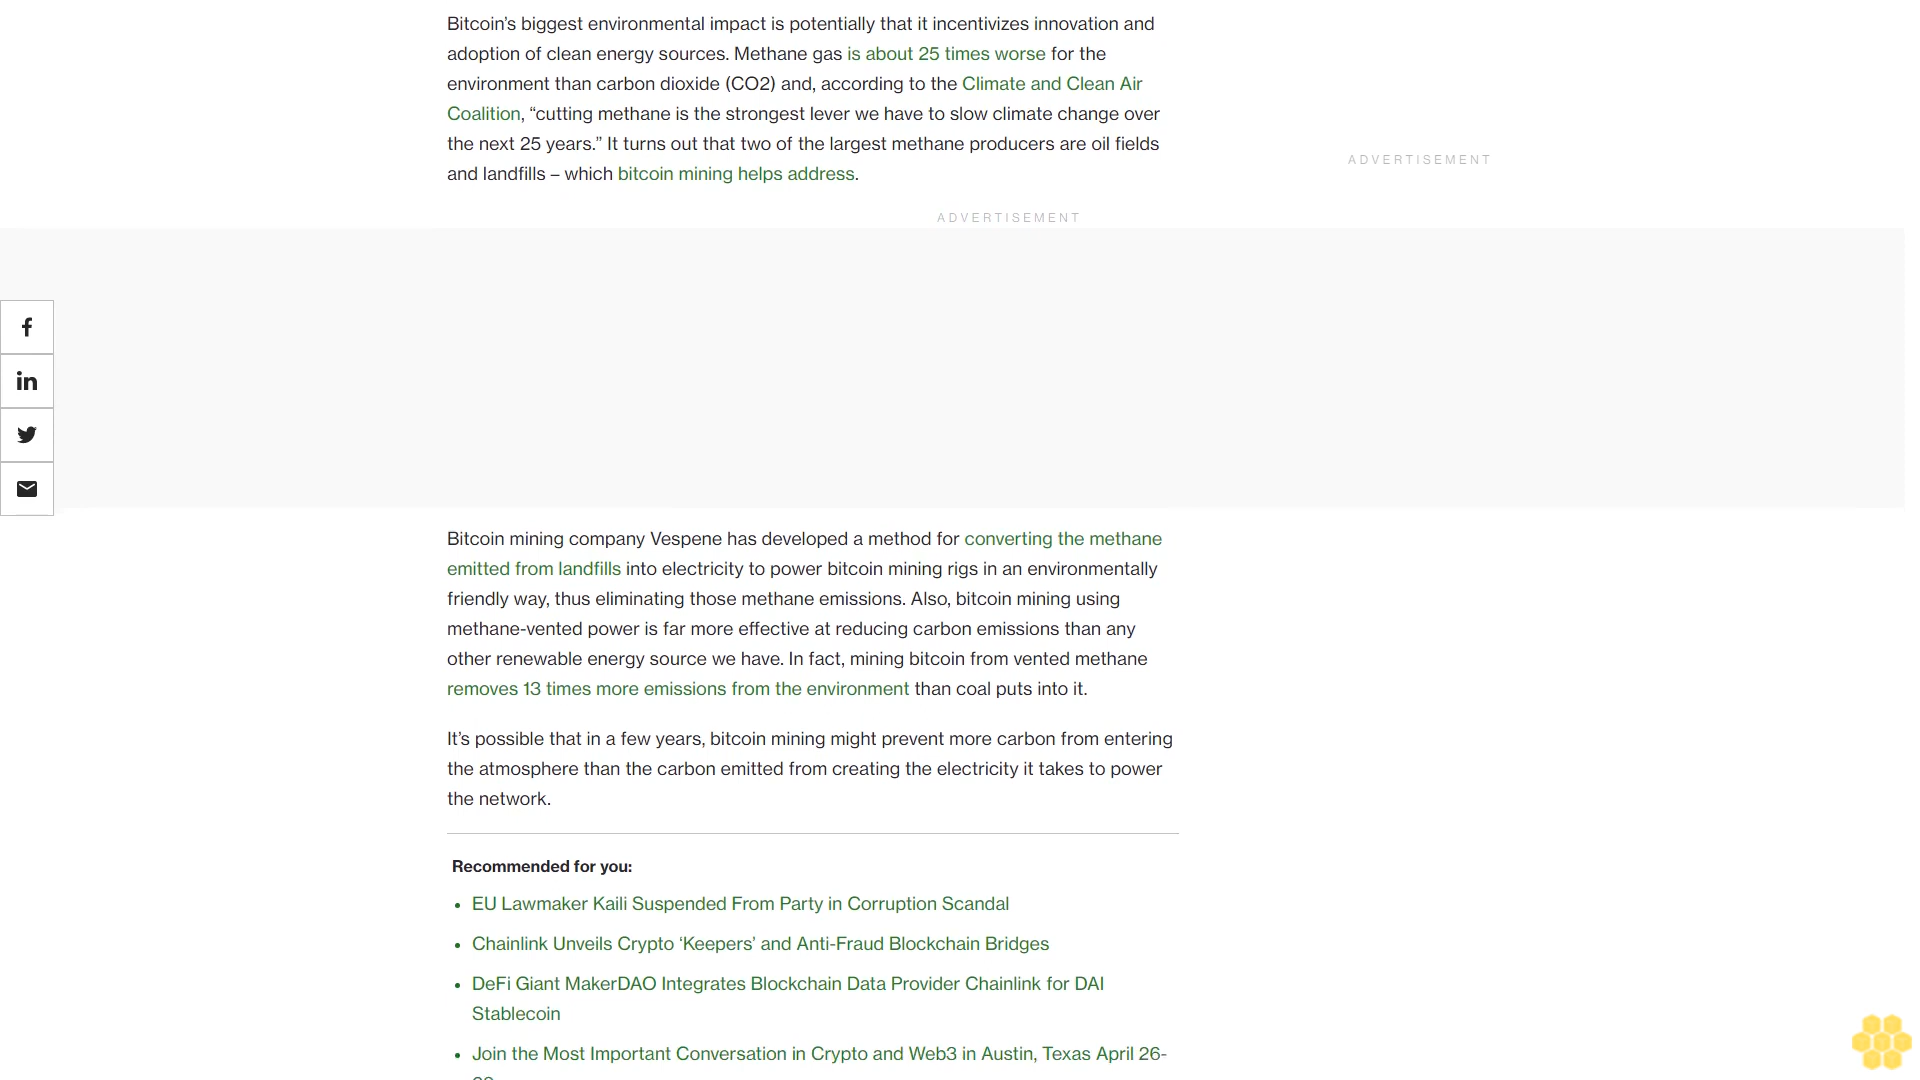 Bitcoin’s biggest environmental impact is potentially that it incentivizes innovation and
adoption of clean energy sources. Methane gas is about 25 times worse for the
environment than carbon dioxide (CO2) and, according to the Climate and Clean Air
Coalition, “cutting methane is the strongest lever we have to slow climate change over
the next 25 years.” It turns out that two of the largest methane producers are oil fields
and landfills – which bitcoin mining helps address.
ADVERTISEMENT
ADVERTISEMENT
Bitcoin mining company Vespene has developed a method for converting the methane
emitted from landfills into electricity to power bitcoin mining rigs in an environmentally
friendly way, thus eliminating those methane emissions. Also, bitcoin mining using
methane-vented power is far more effective at reducing carbon emissions than any
other renewable energy source we have. In fact, mining bitcoin from vented methane
removes 13 times more emissions from the environment than coal puts into it.
It’s possible that in a few years, bitcoin mining might prevent more carbon from entering
the atmosphere than the carbon emitted from creating the electricity it takes to power
the network.
Recommended for you:
• EU Lawmaker Kaili Suspended From Party in Corruption Scandal
• Chainlink Unveils Crypto ‘Keepers’ and Anti-Fraud Blockchain Bridges
• DeFi Giant MakerDAO Integrates Blockchain Data Provider Chainlink for DAI
Stablecoin
• Join the Most Important Conversation in Crypto and Web3 in Austin, Texas April 26-